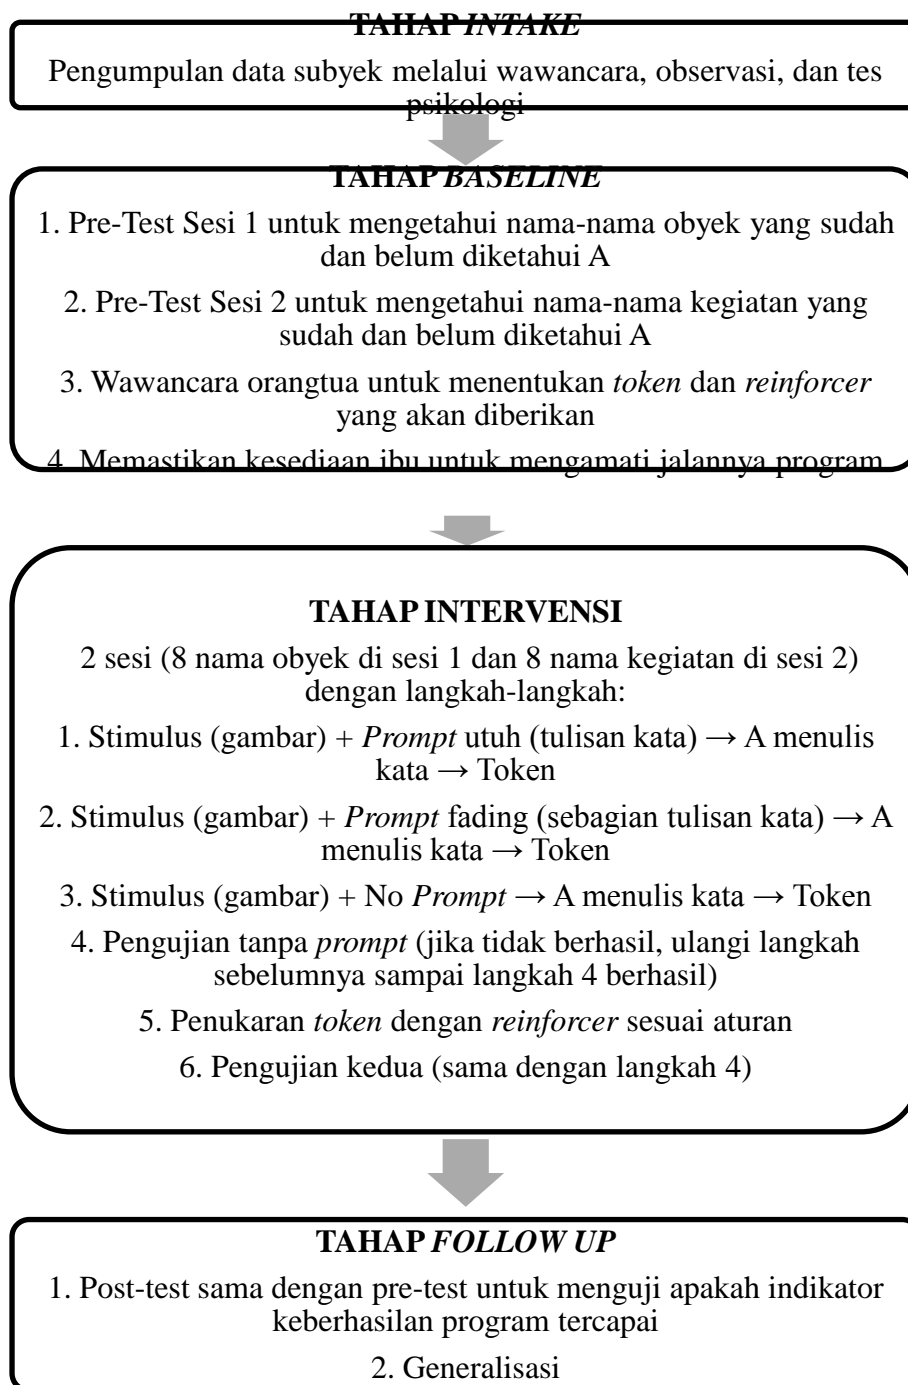 TAHAP INTAKE
Pengumpulan data subyek melalui wawancara, observasi, dan tes
psikologi
TAHAP BASELINE
1. Pre-Test Sesi 1 untuk mengetahui nama-nama obyek yang sudah
dan belum diketahui A
2. Pre-Test Sesi 2 untuk mengetahui nama-nama kegiatan yang
sudah dan belum diketahui A
3. Wawancara orangtua untuk menentukan token dan reinforcer
yang akan diberikan
4. Memastikan kesediaan ibu untuk mengamati jalannya program
TAHAP INTERVENSI
2 sesi (8 nama obyek di sesi 1 dan 8 nama kegiatan di sesi 2)
dengan langkah-langkah:
1. Stimulus (gambar) + Prompt utuh (tulisan kata) → A menulis
kata → Token
2. Stimulus (gambar) + Prompt fading (sebagian tulisan kata) → A
menulis kata → Token
3. Stimulus (gambar) + No Prompt → A menulis kata → Token
4. Pengujian tanpa prompt (jika tidak berhasil, ulangi langkah
sebelumnya sampai langkah 4 berhasil)
5. Penukaran token dengan reinforcer sesuai aturan
6. Pengujian kedua (sama dengan langkah 4)
TAHAP FOLLOW UP
1. Post-test sama dengan pre-test untuk menguji apakah indikator
keberhasilan program tercapai
2. Generalisasi